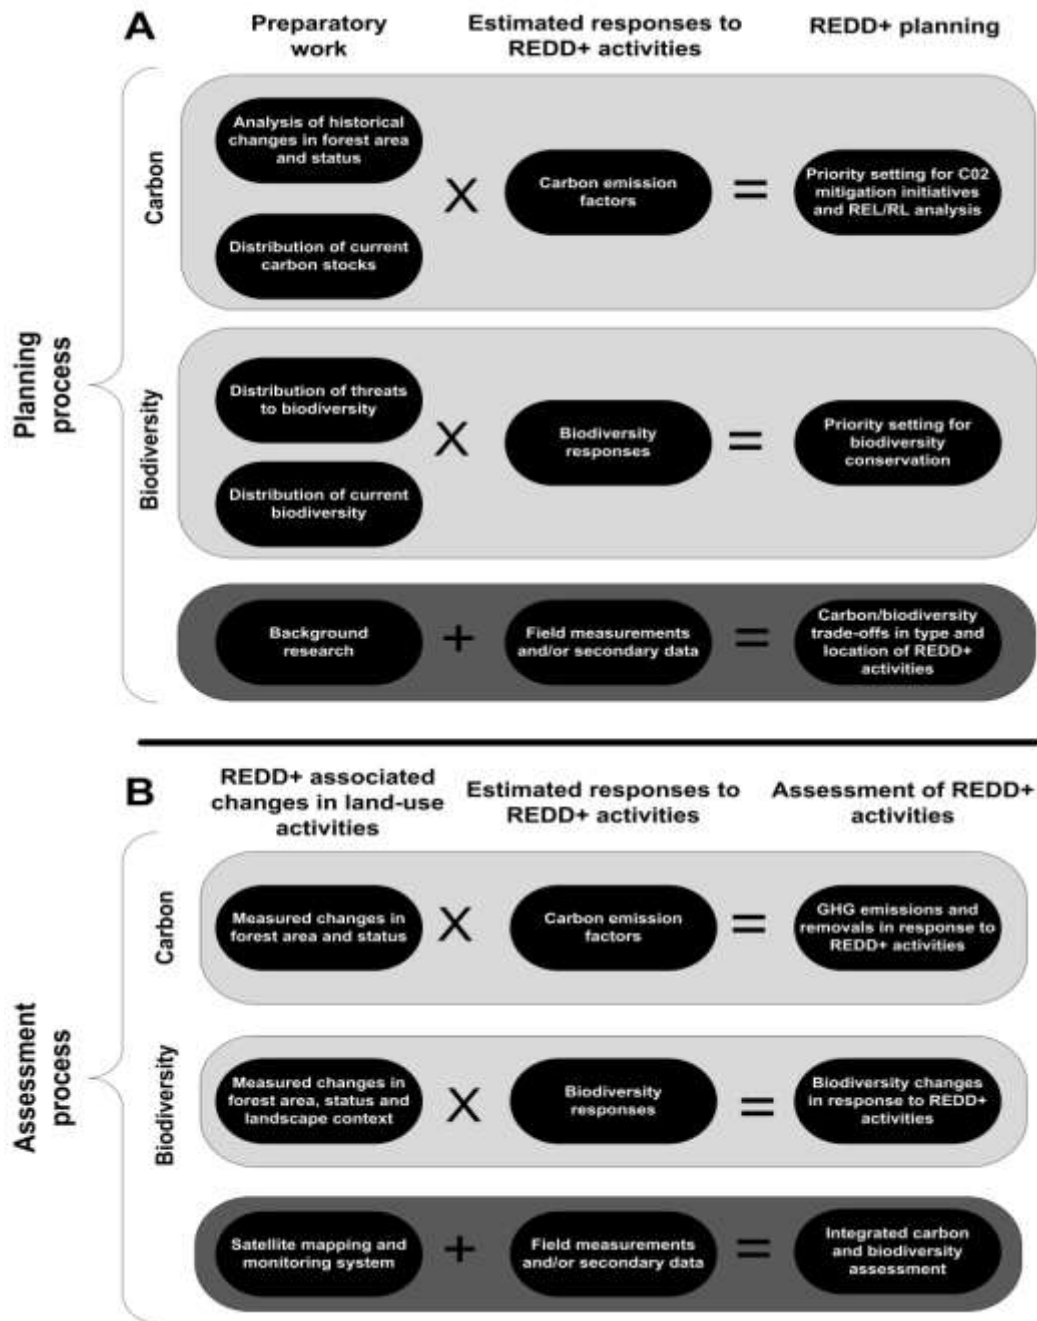 A
Preparatory
work
Estimated responses to
REDD+ activities
REDD+ planning
Planning
process
Carbon
Analysis of historical
changes in forest area
and status
Distribution of current
carbon stocks
X
Carbon emission
factors
=
Priority setting for C02
mitigation initiatives
and REL/RL analysis
Biodiversity
Distribution of threats
to biodiversity
Distribution of current
biodiversity
X
Biodiversity
responses
=
Priority setting for
biodiversity
conservation
Background
research
+
Field measurements
and/or secondary data
=
Carbon/biodiversity
trade-offs in type and
location of REDD+
activities
B
REDD+ associated
changes in land-use
activities
Estimated responses to
REDD+ activities
Assessment of REDD+
activities
Assessment
process
Carbon
Measured changes in
forest area and status
X
Carbon emission
factors
=
GHG emissions and
removals in response to
REDD+ activities
Biodiversity
Measured changes in
forest area, status and
landscape context
X
Biodiversity
responses
=
Biodiversity changes
in response to REDD+
activities
Satellite mapping and
monitoring system
+
Field measurements
and/or secondary data
=
Integrated carbon
and biodiversity
assessment